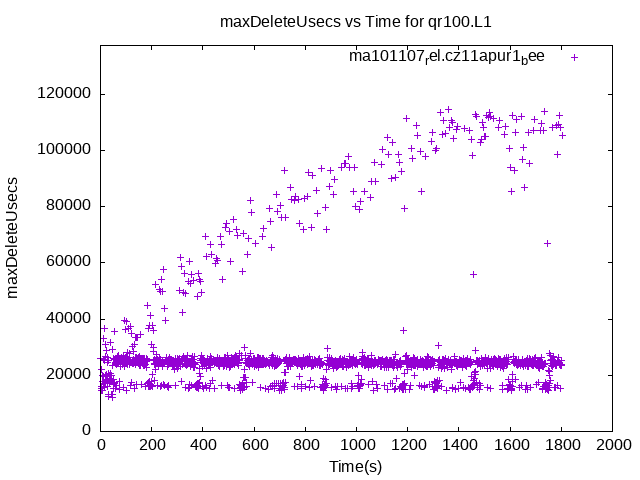 maxDeleteUsecs vs Time for qr100.L1
ma101107rel.cz11apur1bee
maxDeleteUsecs
120000
100000
80000
60000
40000
20000
0
0 200 400 600 800 1000 1200 1400 1600 1800 2000
Time(s)